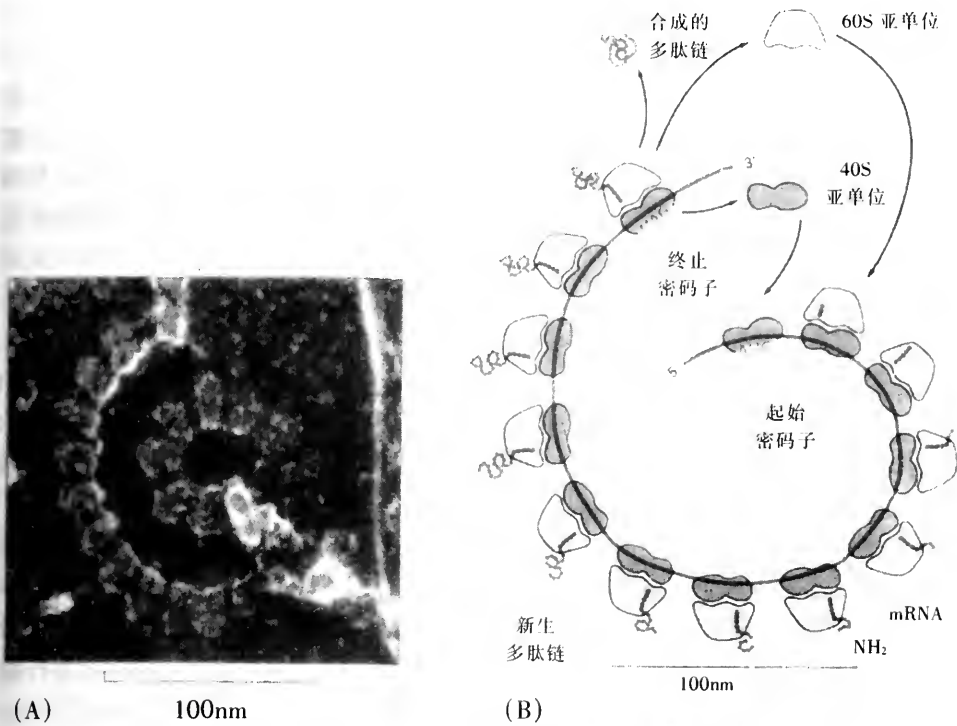 合成的
多肽链
60S 亚单位
3'
40S
亚单位
终止
密码子
5'
起始
密码子
新生
多肽链
mRNA
NH₂
100nm
100nm
(A)
(B)